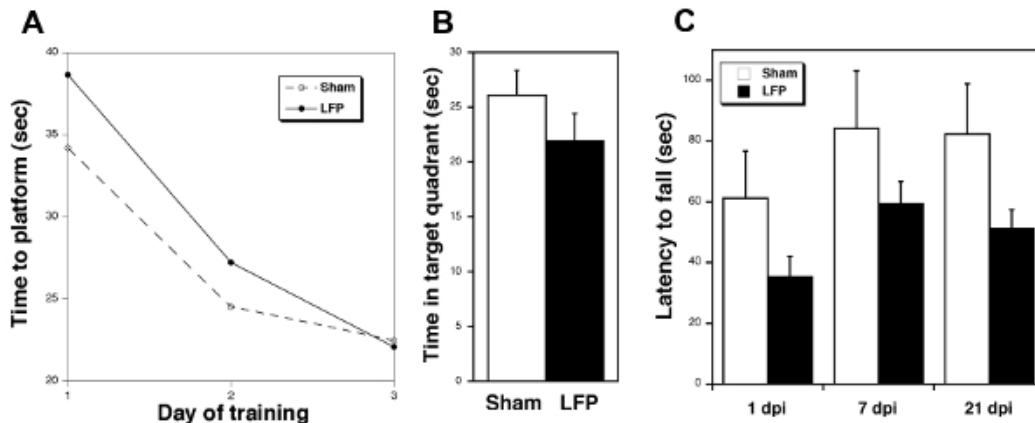 A
Time to platform (sec)
40
35
30
25
20
Sham
LFP
1
2
3
Day of training
B
Time in target quadrant (sec)
30
25
20
15
10
5
0
Sham LFP
C
Latency to fall (sec)
100
80
60
40
20
0
Sham
LFP
1 dpi
7 dpi
21 dpi